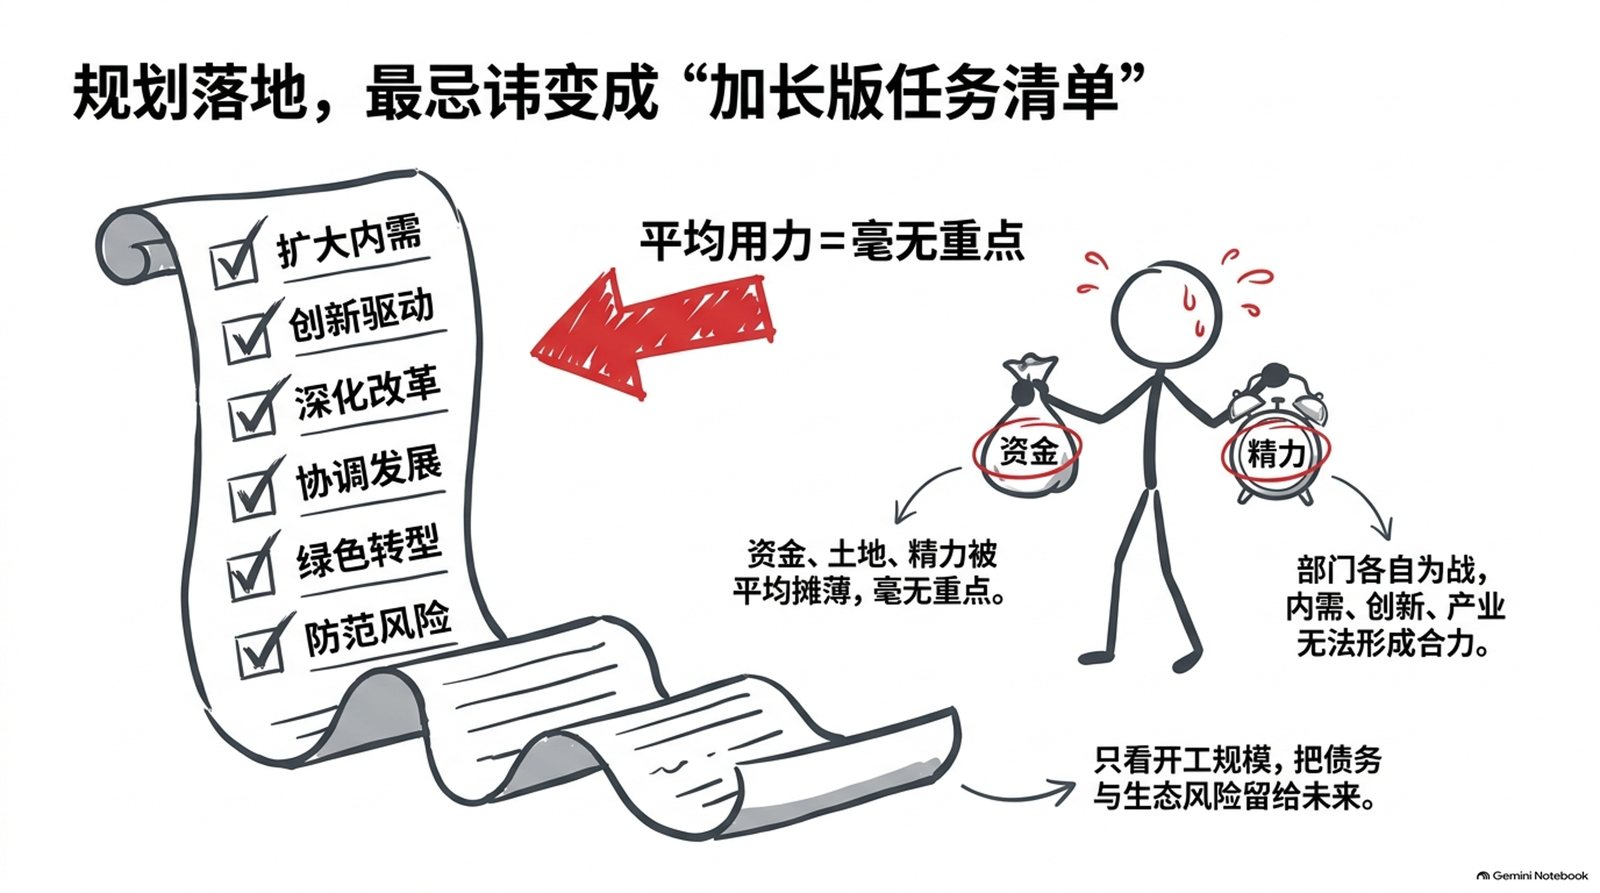 规划落地，最忌讳变成“加长版任务清单”
扩大内需
创新驱动
深化改革
协调发展
绿色转型
防范风险
平均用力=毫无重点
资金
精力
资金、土地、精力被
平均摊薄，毫无重点。
部门各自为战，
内需、创新、产业
无法形成合力。
只看开工规模，把债务
与生态风险留给未来。
Gemini Notebook